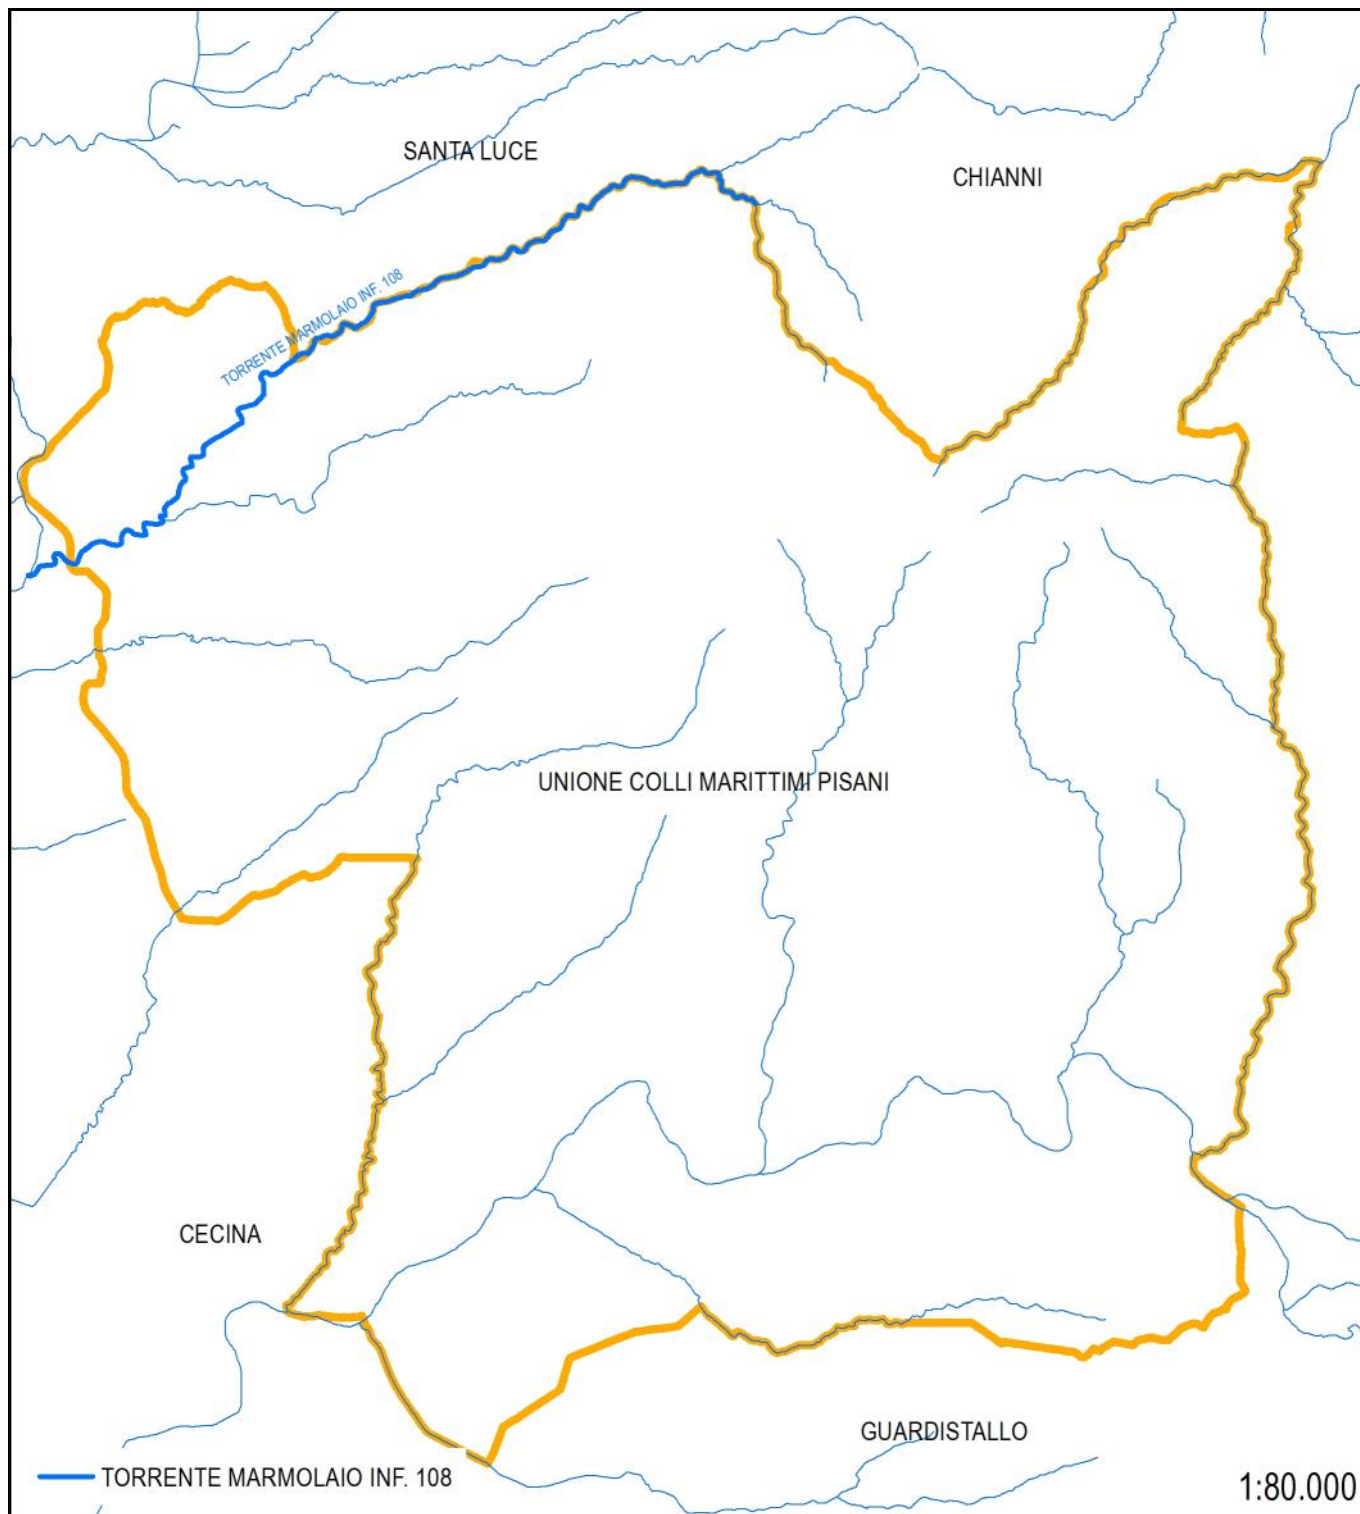 SANTA LUCE
CHIANNI
TORRENTE MARMOLAIO INF. 108
UNIONE COLLI MARITTIMI PISANI
CECINA
GUARDISTALLO
TORRENTE MARMOLAIO INF. 108
1:80.000